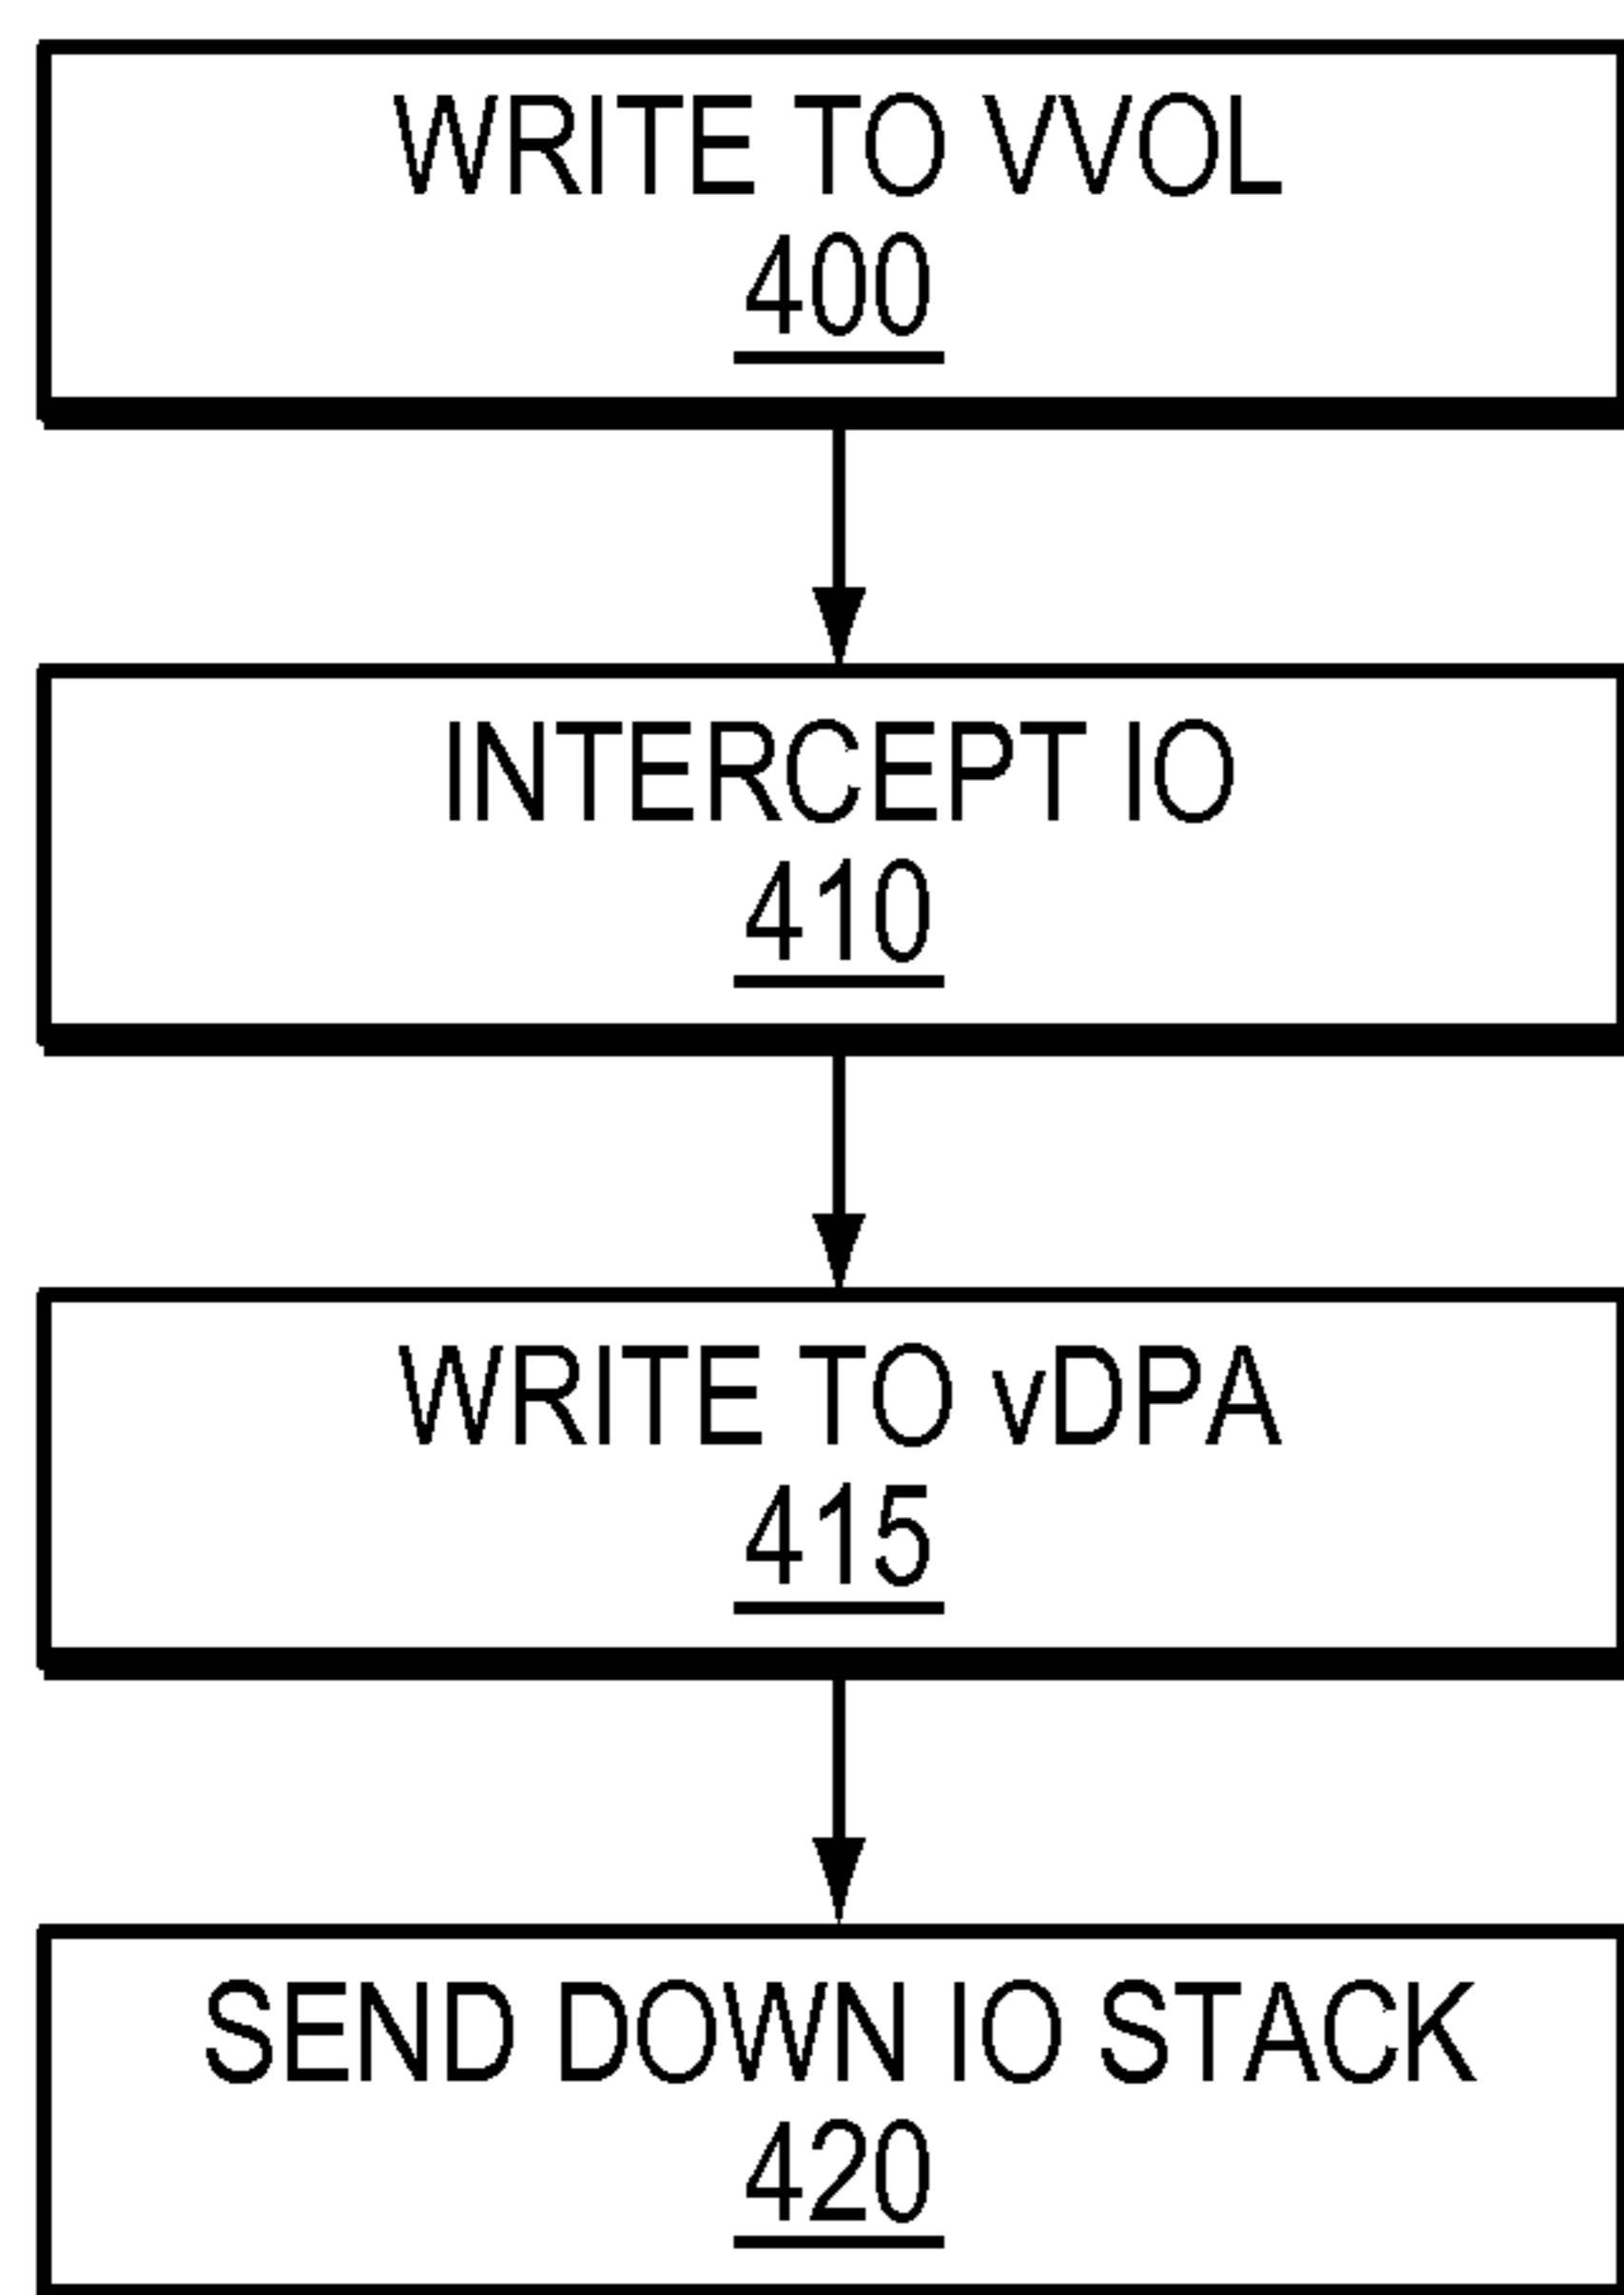 WRITE TO VVOL
400
INTERCEPT IO
410
WRITE TO vDPA
415
SEND DOWN IO STACK
420